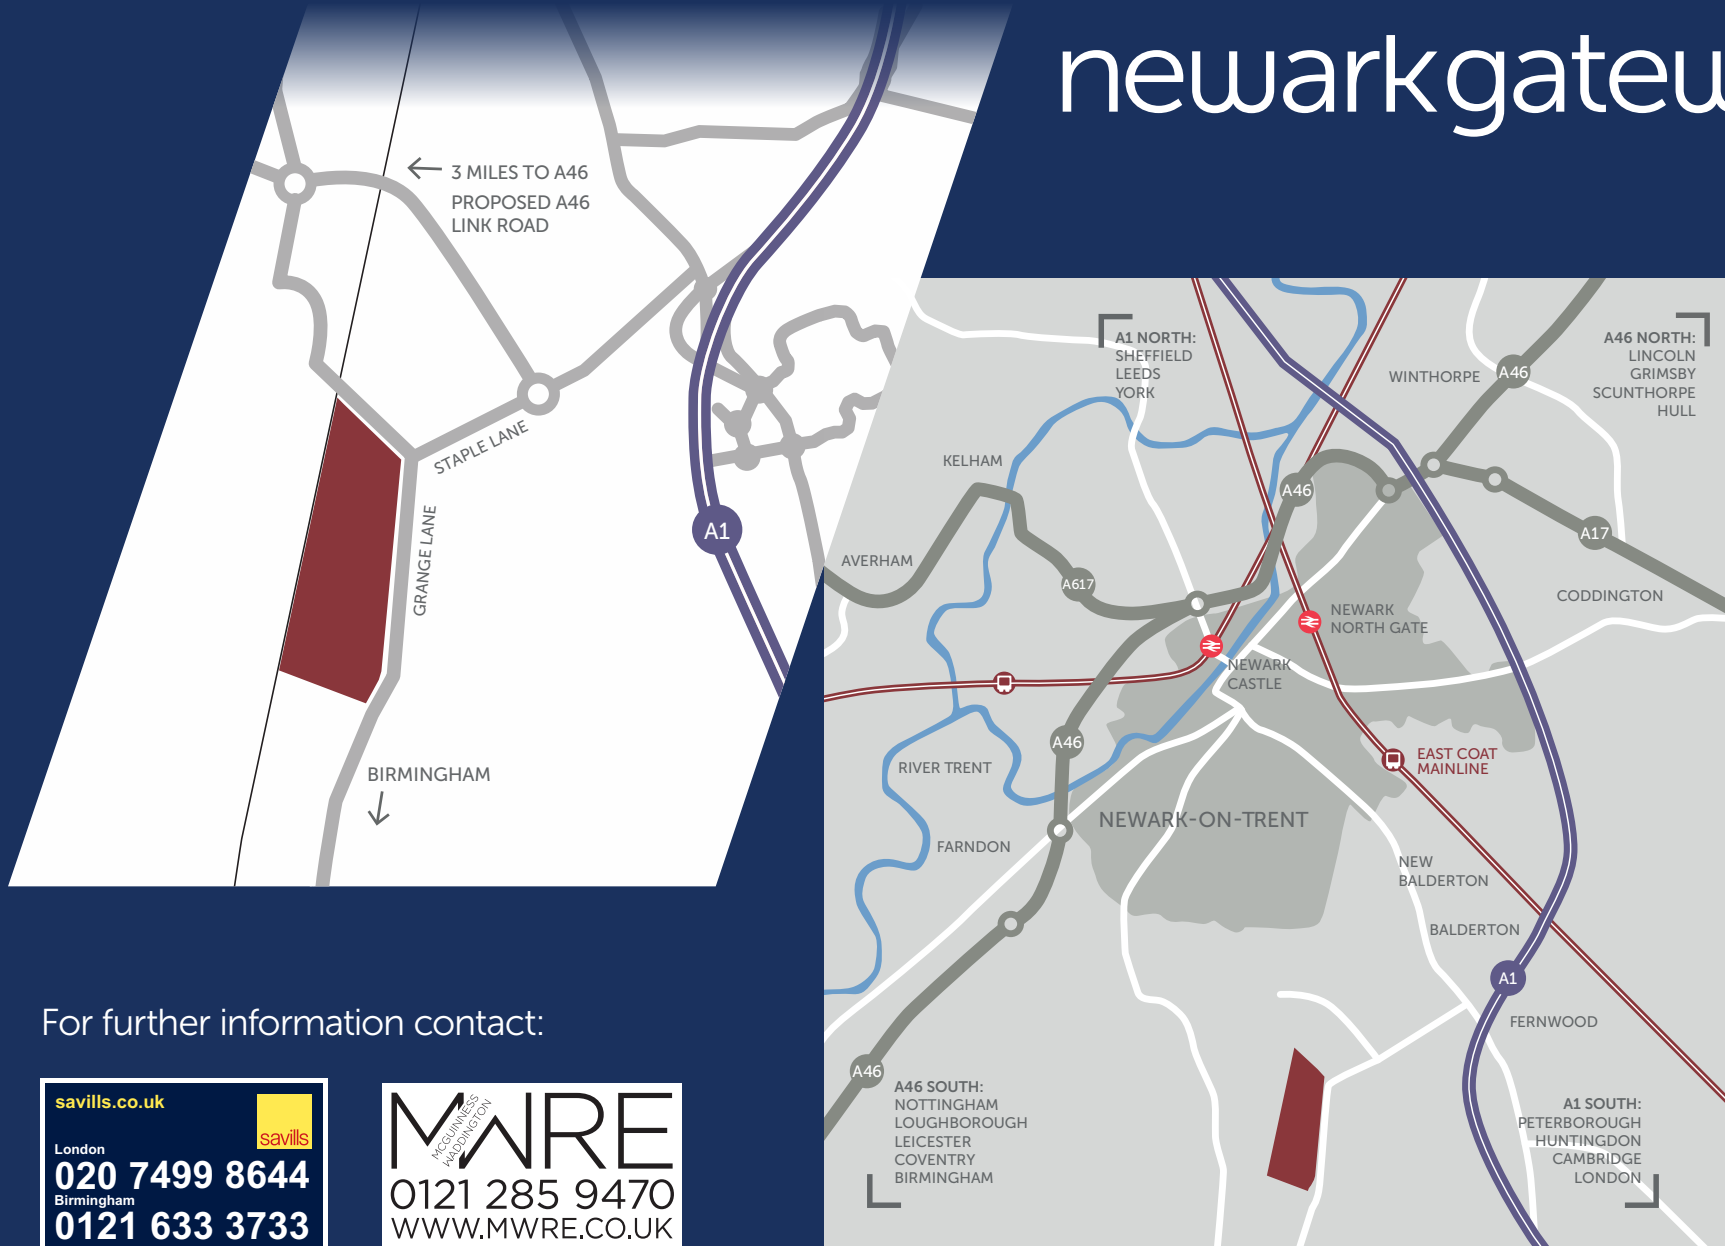 newarkgatew
3 MILES TO A46
PROPOSED A46
LINK ROAD
STAPLE LANE
GRANGE LANE
A1
BIRMINGHAM
A1 NORTH:
SHEFFIELD
LEEDS
YORK
A46 NORTH:
LINCOLN
GRIMSBY
SCUNTHORPE
HULL
WINTHORPE
A46
KELHAM
A46
A17
AVERHAM
A617
CODDINGTON
NEWARK
NORTH GATE
NEWARK
CASTLE
A46
RIVER TRENT
EAST COAT
MAINLINE
NEWARK-ON-TRENT
FARNDON
NEW
BALDERTON
BALDERTON
A1
FERNWOOD
A46
A46 SOUTH:
NOTTINGHAM
LOUGHBOROUGH
LEICESTER
COVENTRY
BIRMINGHAM
A1 SOUTH:
PETERBOROUGH
HUNTINGDON
CAMBRIDGE
LONDON
For further information contact:
savills.co.uk
savills
London
020 7499 8644
Birmingham
0121 633 3733
MWRE
MCGUINNESS
WADDINGTON
0121 285 9470
WWW.MWRE.CO.UK